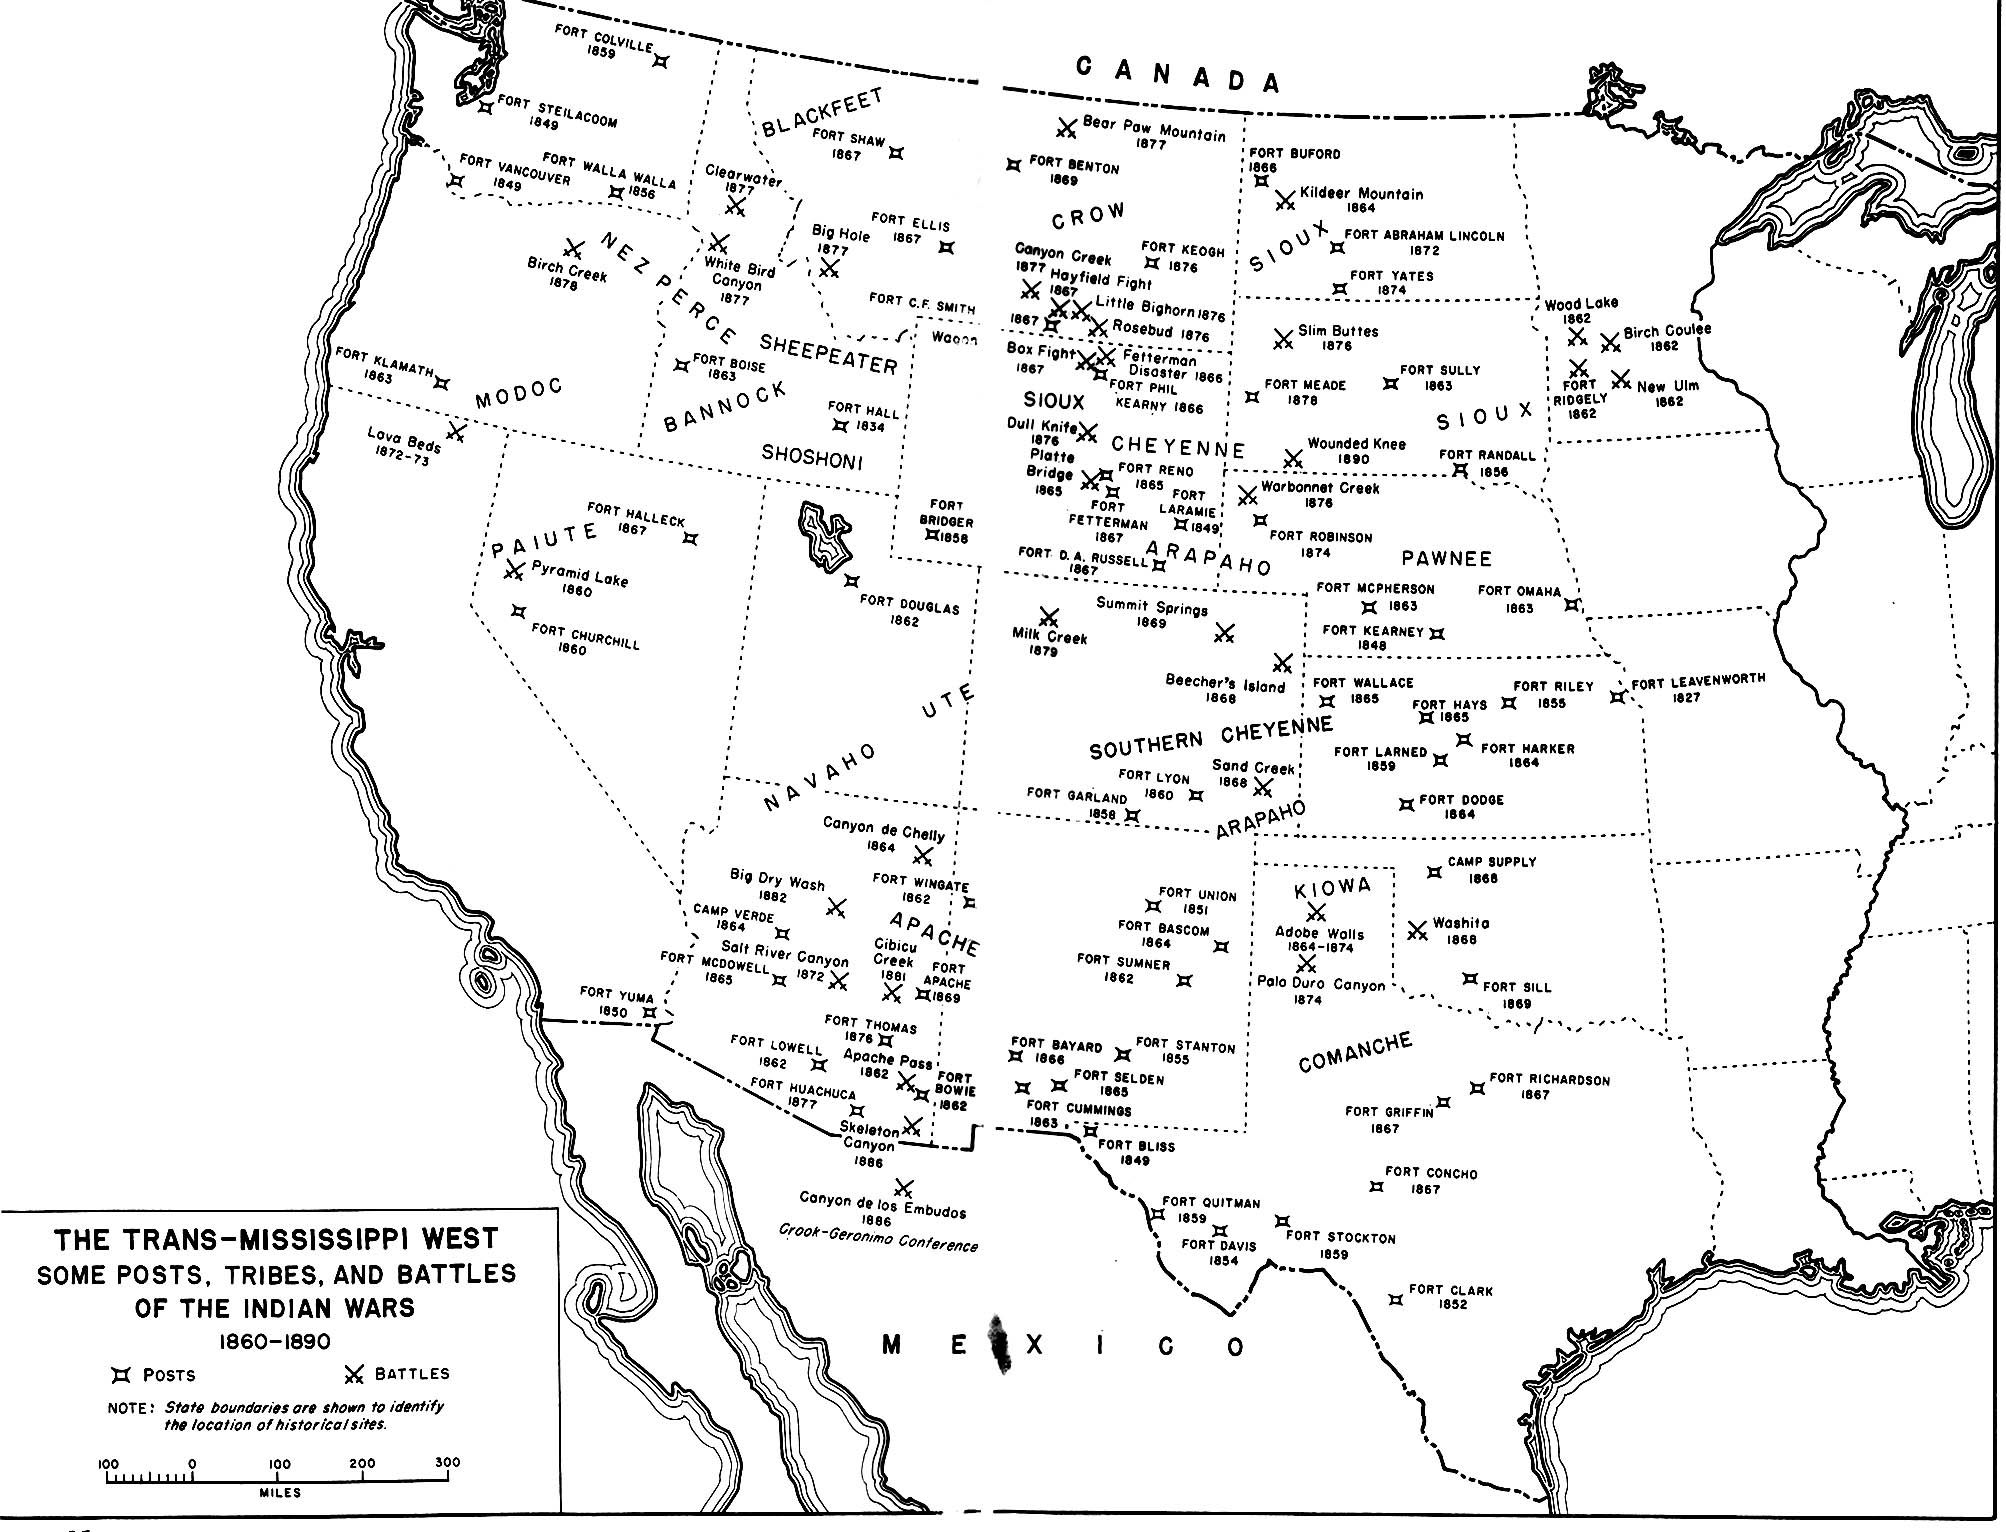 CANADA
FORT COLVILLE
1859
FORT STEILACOOM
1849
FORT VANCOUVER
1849
FORT WALLA WALLA
1856
Clearwater
1877
BLACKFEET
FORT SHAW
1867
Bear Paw Mountain
1877
FORT BENTON
1869
FORT BUFORD
1866
Kildeer Mountain
1864
CROW
FORT ELLIS
1867
Big Hole
1877
NEZ PERCE
Birch Creek
1878
White Bird
Canyon
1877
FORT C.F. SMITH
1867
Canyon Creek
1877
Hayfield Fight
1867
FORT KEOGH
1876
Little Bighorn 1876
Rosebud 1876
SIOUX
FORT ABRAHAM LINCOLN
1872
FORT YATES
1874
Wood Lake
1862
Birch Coulee
1862
FORT
RIDGELY
1862
New Ulm
1862
Slim Buttes
1876
FORT MEADE
1878
FORT SULLY
1863
SIOUX
SHEEPEATER
Wagon
Box Fight
1867
Fetterman
Disaster 1866
FORT PHIL
KEARNY 1866
FORT KLAMATH
1863
MODOC
FORT BOISE
1863
BANNOCK
FORT HALL
1834
SHOSHONI
SIOUX
Dull Knife
1876
CHEYENNE
Platte
Bridge
1865
FORT RENO
1865
FORT
FETTERMAN
1867
FORT
LARAMIE
1849
Wounded Knee
1890
FORT RANDALL
1856
Warbonnet Creek
1876
FORT ROBINSON
1874
PAWNEE
Lava Beds
1872-73
FORT HALLECK
1867
PAIUTE
Pyramid Lake
1860
FORT CHURCHILL
1860
FORT
BRIDGER
1858
FORT DOUGLAS
1862
FORT D. A. RUSSELL
1867
ARAPAHO
FORT MCPHERSON
1863
FORT OMAHA
1863
FORT KEARNEY
1848
Summit Springs
1869
Milk Creek
1879
Beecher's Island
1868
FORT WALLACE
1865
FORT HAYS
1865
FORT RILEY
1855
FORT LEAVENWORTH
1827
FORT LARNED
1859
FORT HARKER
1864
FORT DODGE
1864
UTE
NAVAHO
SOUTHERN CHEYENNE
FORT LYON
1860
Sand Creek
1868
FORT GARLAND
1858
ARAPAHO
Canyon de Chelly
1864
Big Dry Wash
1882
FORT WINGATE
1862
CAMP VERDE
1864
APACHE
Salt River Canyon
1872
FORT MCDOWELL
1865
Cibicu
Creek
1881
FORT
APACHE
1869
FORT UNION
1851
FORT BASCOM
1864
FORT SUMNER
1862
KIOWA
Adobe Walls
1864-1874
Palo Duro Canyon
1874
CAMP SUPPLY
1868
Washita
1868
FORT SILL
1869
FORT YUMA
1850
FORT THOMAS
1876
FORT LOWELL
1862
Apache Pass
1862
FORT
BOWIE
1862
FORT HUACHUCA
1877
Skeleton
Canyon
1886
FORT BAYARD
1866
FORT STANTON
1855
FORT SELDEN
1865
FORT CUMMINGS
1863
FORT BLISS
1849
COMANCHE
FORT RICHARDSON
1867
FORT GRIFFIN
1867
FORT CONCHO
1867
Canyon de los Embudos
1886
Crook-Geronimo Conference
FORT QUITMAN
1859
FORT DAVIS
1854
FORT STOCKTON
1859
FORT CLARK
1852
MEXICO
THE TRANS-MISSISSIPPI WEST
SOME POSTS, TRIBES, AND BATTLES
OF THE INDIAN WARS
1860-1890
POSTS
BATTLES
NOTE: State boundaries are shown to identify
the location of historical sites.
100 0 100 200 300
MILES